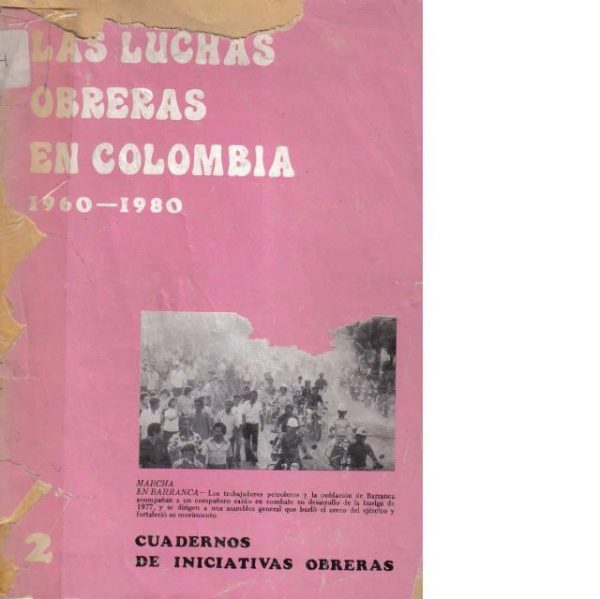 LAS LUCHAS
OBRERAS
EN COLOMBIA
1960—1980
MARCHA
EN BARRANCA— Los trabajadores petroleros y la población de Barranca
acompañan a un compañero caído en combate en desarrollo de la huelga de
1977, y se dirigen a una asamblea general que burló el cerco del ejército y
fortaleció su movimiento.
2
CUADERNOS
DE INICIATIVAS OBRERAS